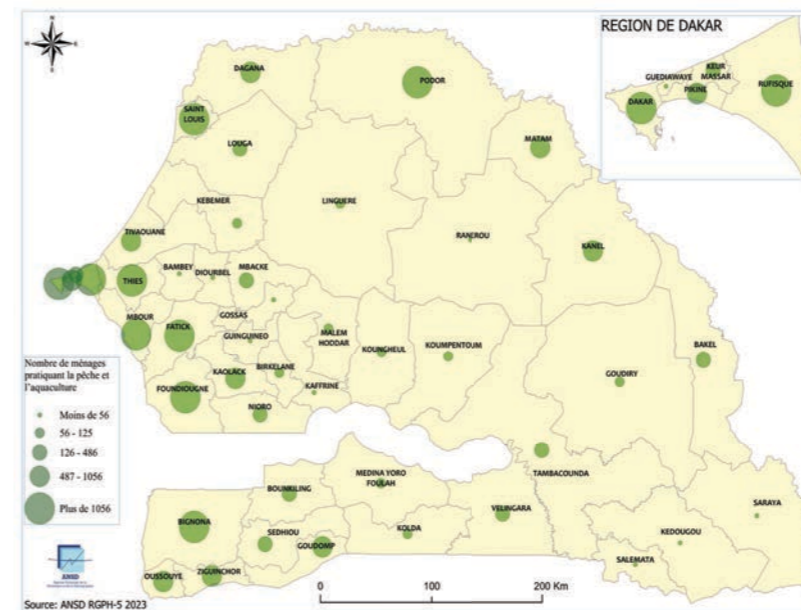 N
REGION DE DAKAR
KEUR
MASSAR
GUEDIAWAYE
RUFISQUE
PIKINE
DAKAR
DAGANA
PODOR
SAINT
LOUIS
LOUGA
MATAM
KEBEMER
LINGUERE
TIVAOUANE
RANEROU
KANEL
BAMBEY
DIOURBEL
MBACKE
THIES
GOSSAS
MBOUR
FATICK
GUINGUINEO
MALEM
HODDAR
KOUNGHEUL
KOUMPENTOUM
BAKEL
Nombre de ménages
pratiquant la pêche et
l'aquaculture
Moins de 56
56 - 125
126 - 486
487 - 1056
Plus de 1056
KAOLACK
BIRKELANE
GOUDIRY
FOUNDIOUGNE
KAFFRINE
NIORO
TAMBACOUNDA
MEDINA YORO
FOULAH
BOUNKILING
SARAYA
BIGNONA
VELINGARA
SEDHIOU
KOLDA
KEDOUGOU
GOUDOMP
SALEMATA
OUSSOUYE
ZIGUINCHOR
ANSD
0 100 200 Km
Source: ANSD RGPH-5 2023